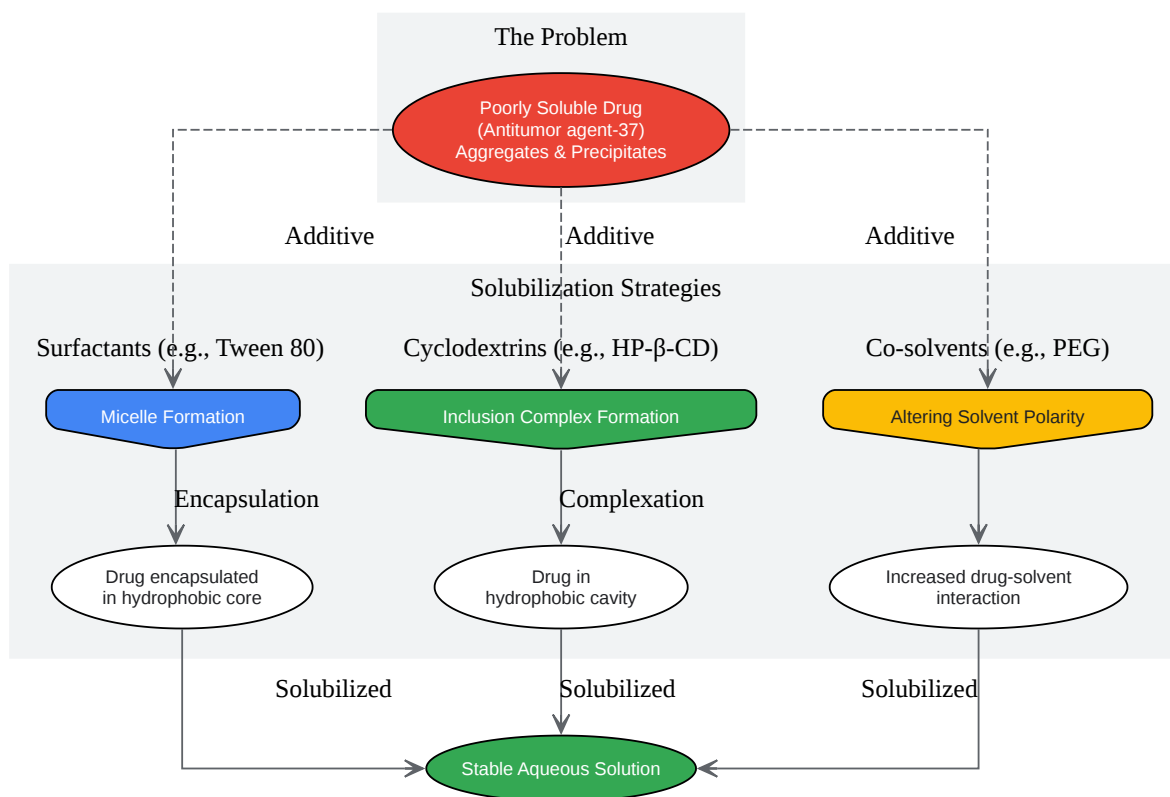 The Problem
Poorly Soluble Drug
(Antitumor agent-37)
Aggregates & Precipitates
Additive
Additive
Additive
Solubilization Strategies
Surfactants (e.g., Tween 80)
Cyclodextrins (e.g., HP-β-CD)
Co-solvents (e.g., PEG)
Micelle Formation
Inclusion Complex Formation
Altering Solvent Polarity
Encapsulation
Complexation
Drug encapsulated
in hydrophobic core
Drug in
hydrophobic cavity
Increased drug-solvent
interaction
Solubilized
Solubilized
Solubilized
Stable Aqueous Solution